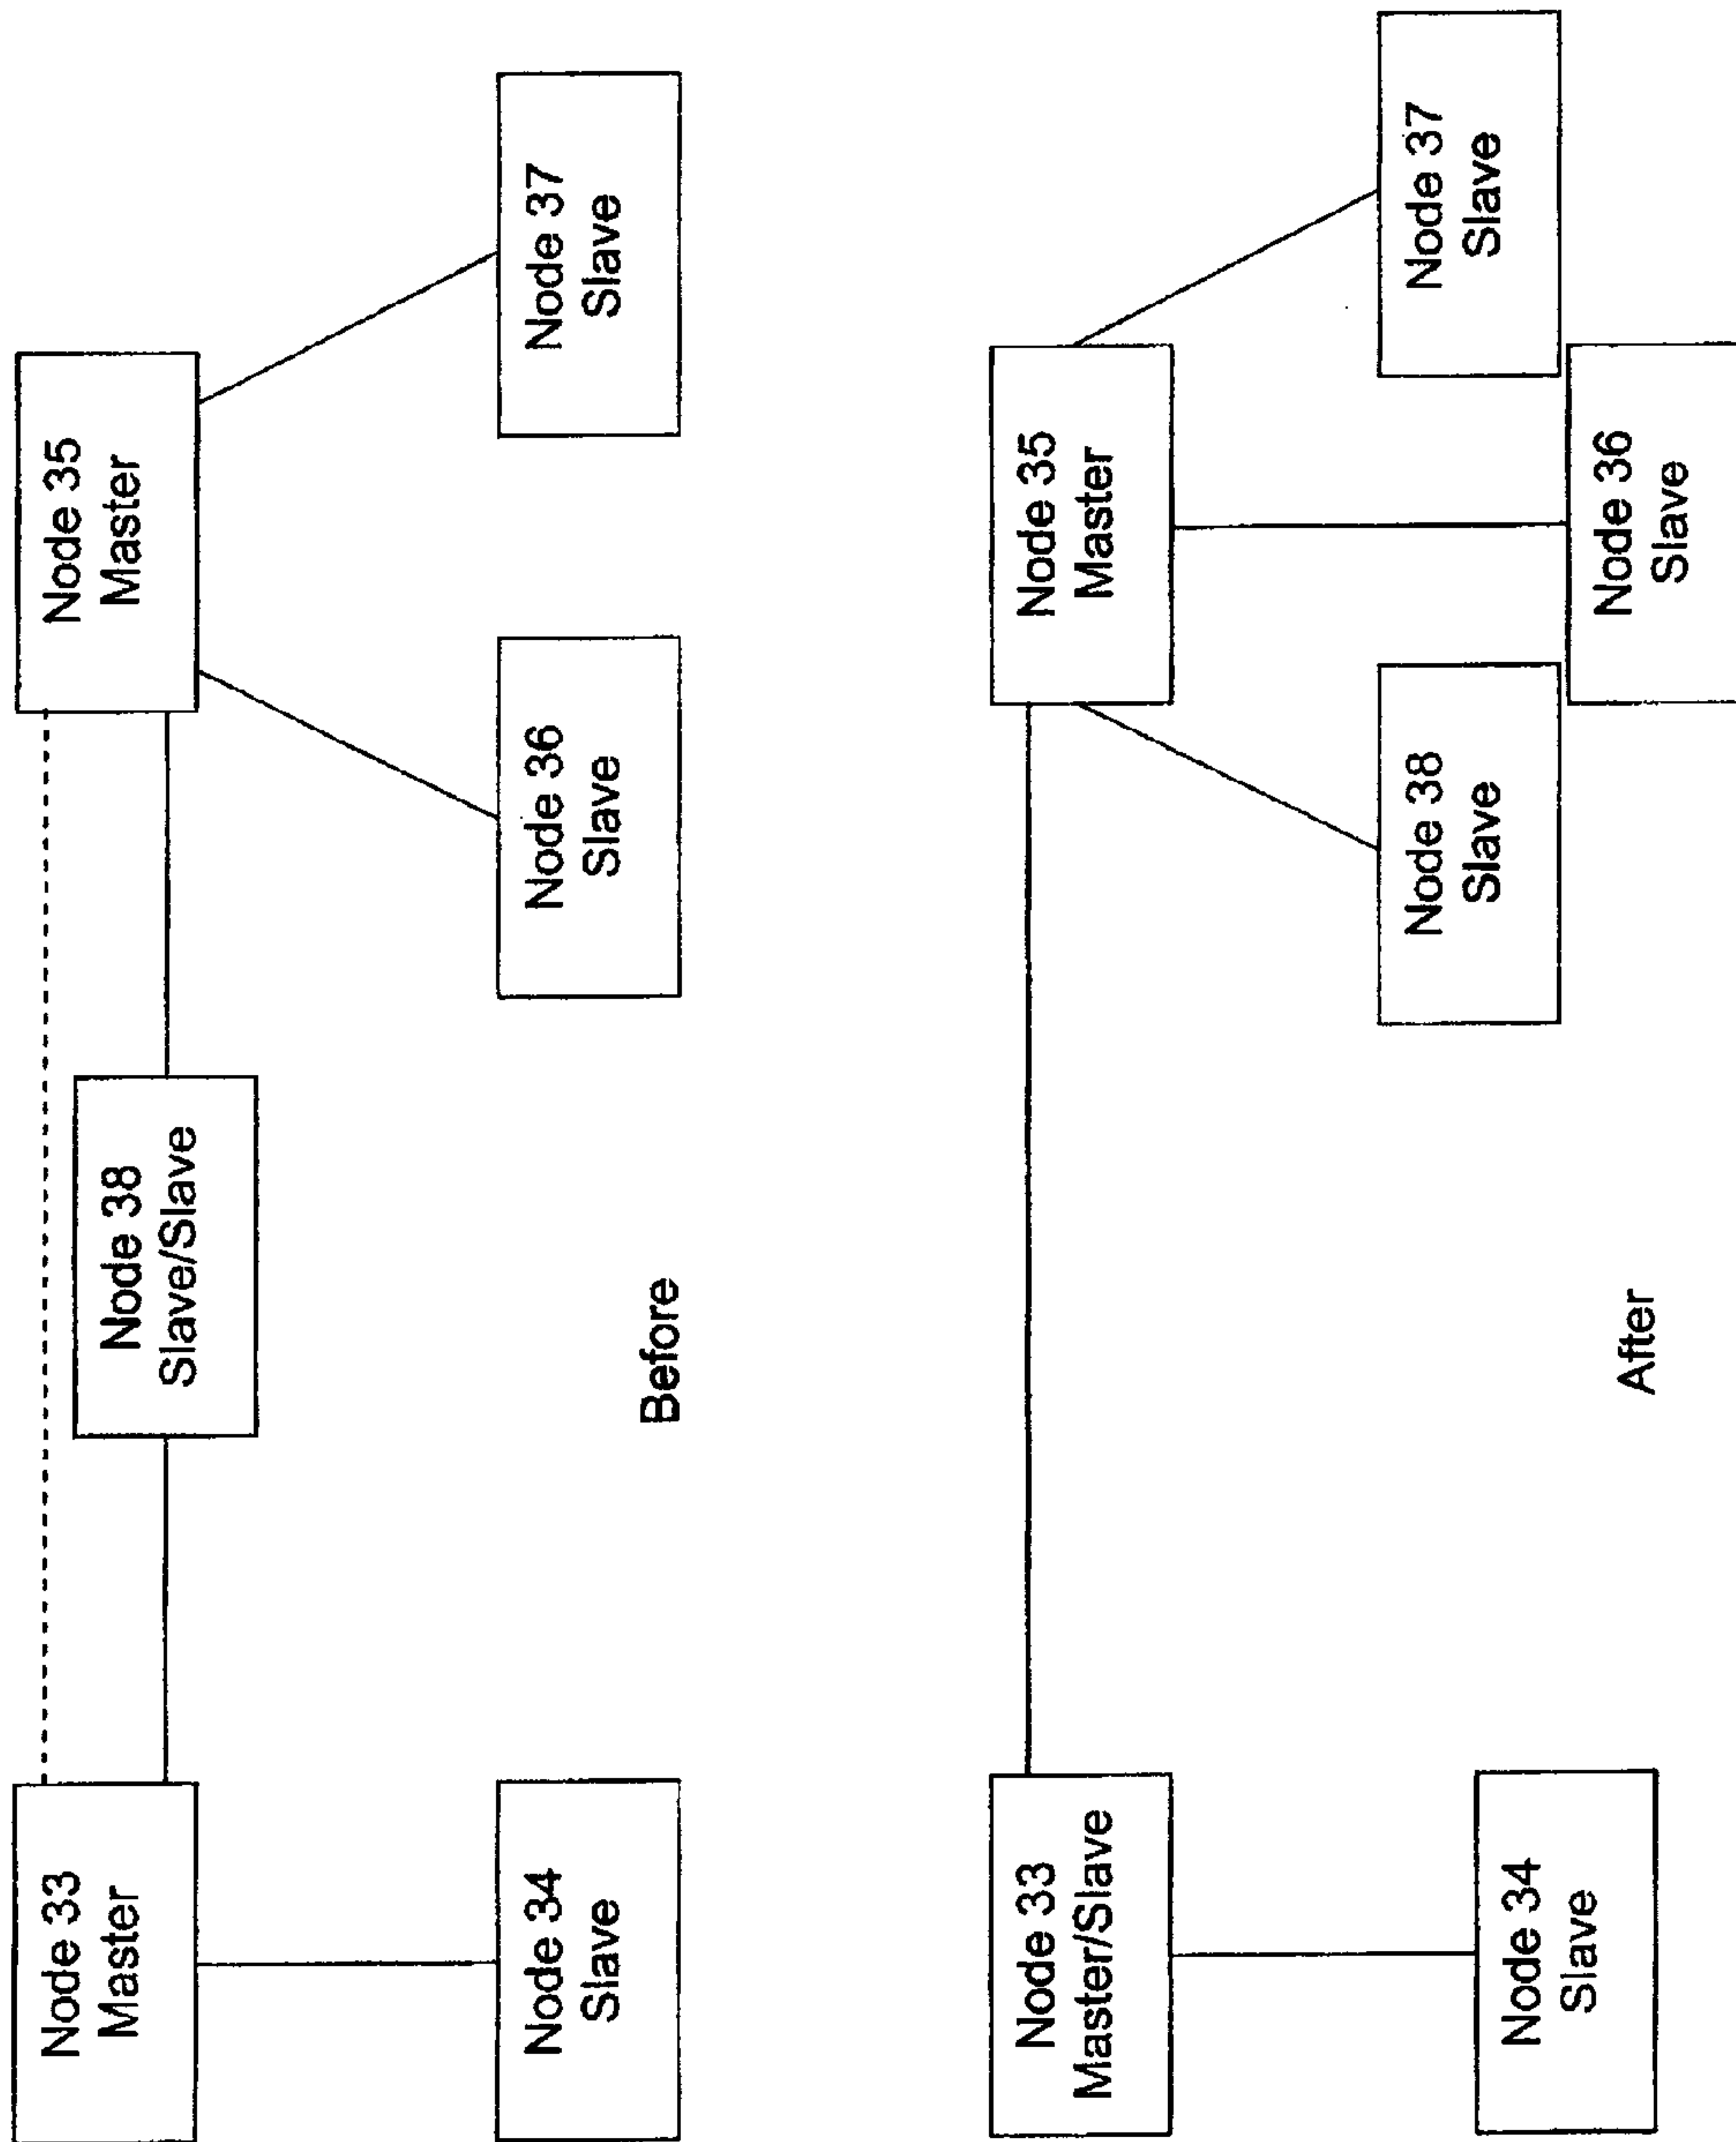 Node 33
Master
Node 38
Slave/Slave
Node 35
Master
Node 34
Slave
Node 36
Slave
Node 37
Slave
Before
Node 33
Master/Slave
Node 35
Master
Node 34
Slave
Node 38
Slave
Node 37
Slave
Node 36
Slave
After